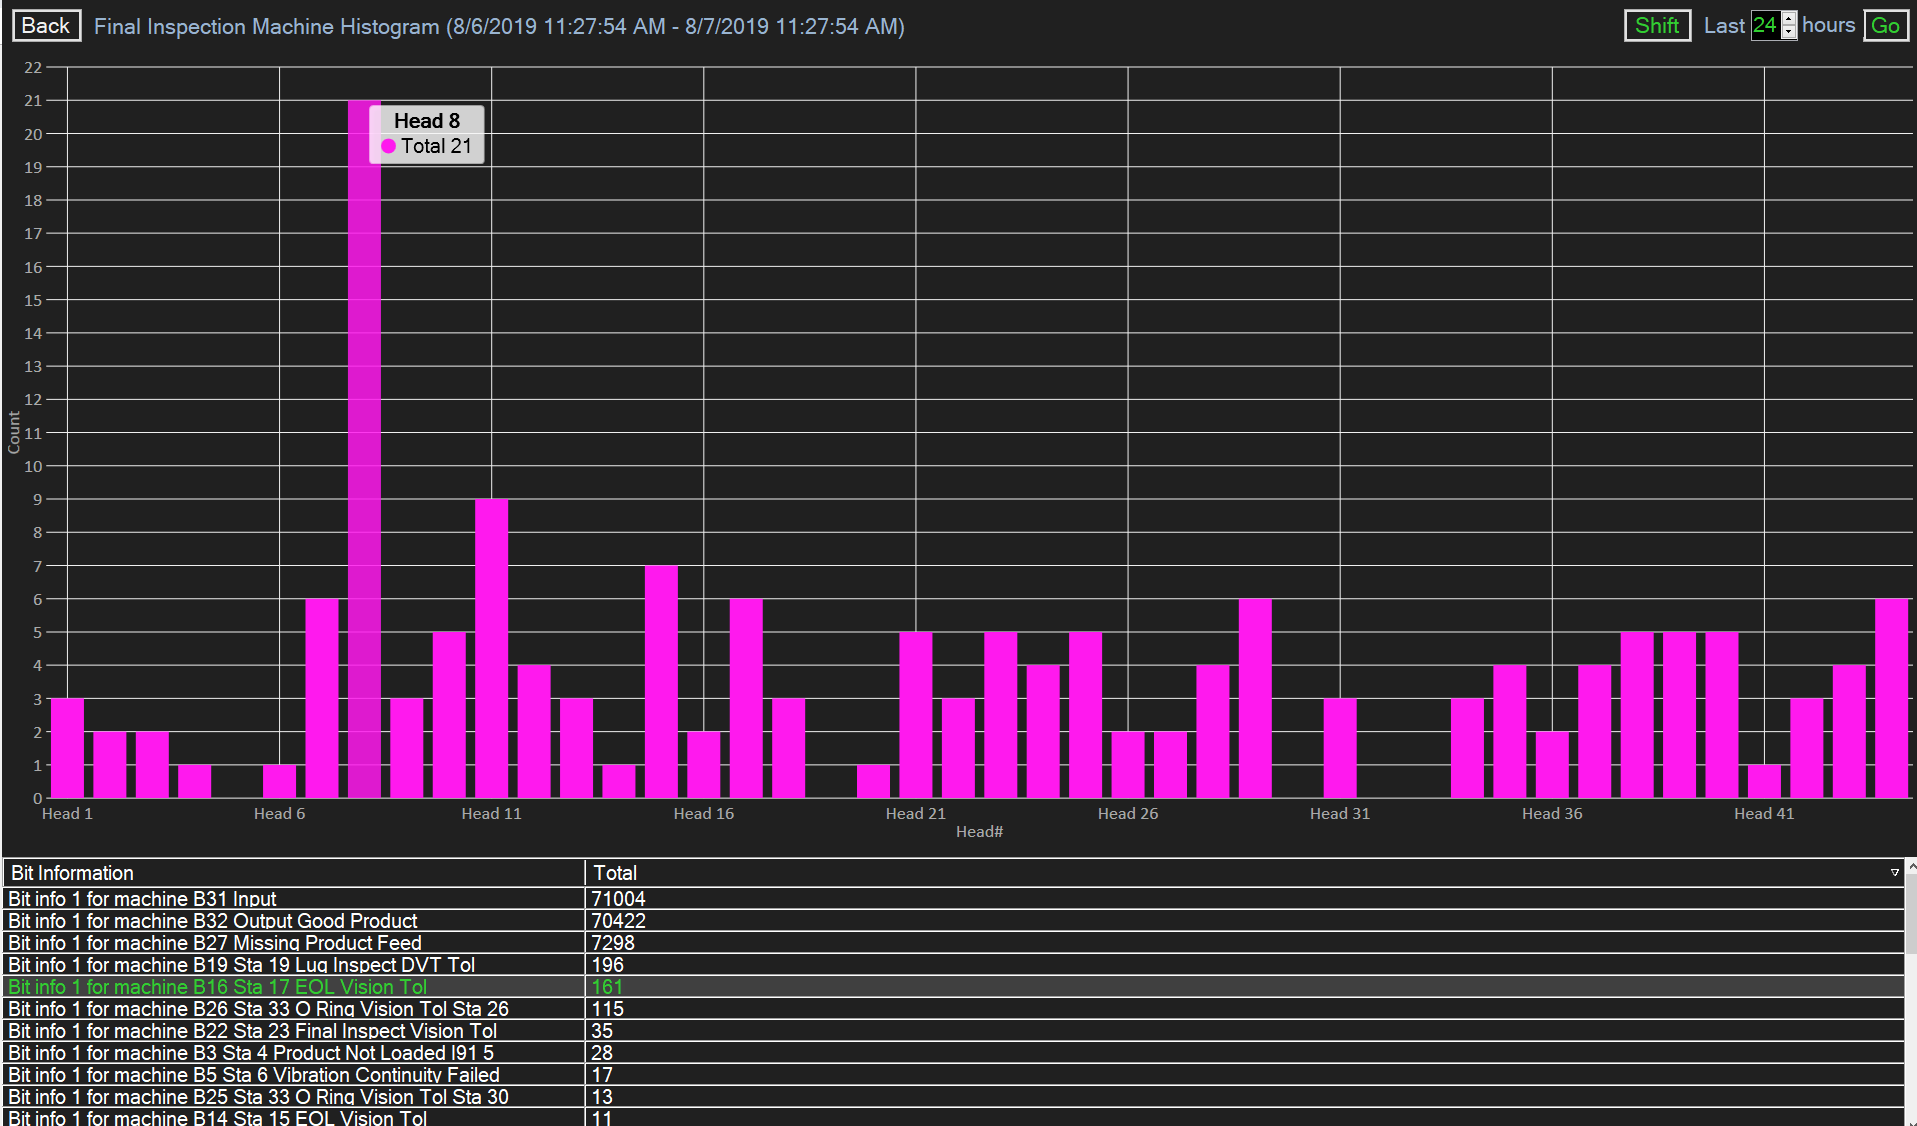 Back Final Inspection Machine Histogram (8/6/2019 11:27:54 AM - 8/7/2019 11:27:54 AM) Shift Last 24 hours Go
22
21
20
19
18
17
16
15
14
13
12
11
10
9
8
7
6
5
4
3
2
1
0
Count
Head 8
Total 21
Head 1 Head 6 Head 11 Head 16 Head 21 Head 26 Head 31 Head 36 Head 41
Head#
Bit Information Total
Bit info 1 for machine B31 Input 71004
Bit info 1 for machine B32 Output Good Product 70422
Bit info 1 for machine B27 Missing Product Feed 7298
Bit info 1 for machine B19 Sta 19 Lug Inspect DVT Tol 196
Bit info 1 for machine B16 Sta 17 EOL Vision Tol 161
Bit info 1 for machine B26 Sta 33 O Ring Vision Tol Sta 26 115
Bit info 1 for machine B22 Sta 23 Final Inspect Vision Tol 35
Bit info 1 for machine B3 Sta 4 Product Not Loaded I91 5 28
Bit info 1 for machine B5 Sta 6 Vibration Continuity Failed 17
Bit info 1 for machine B25 Sta 33 O Ring Vision Tol Sta 30 13
Bit info 1 for machine B14 Sta 15 EOL Vision Tol 11